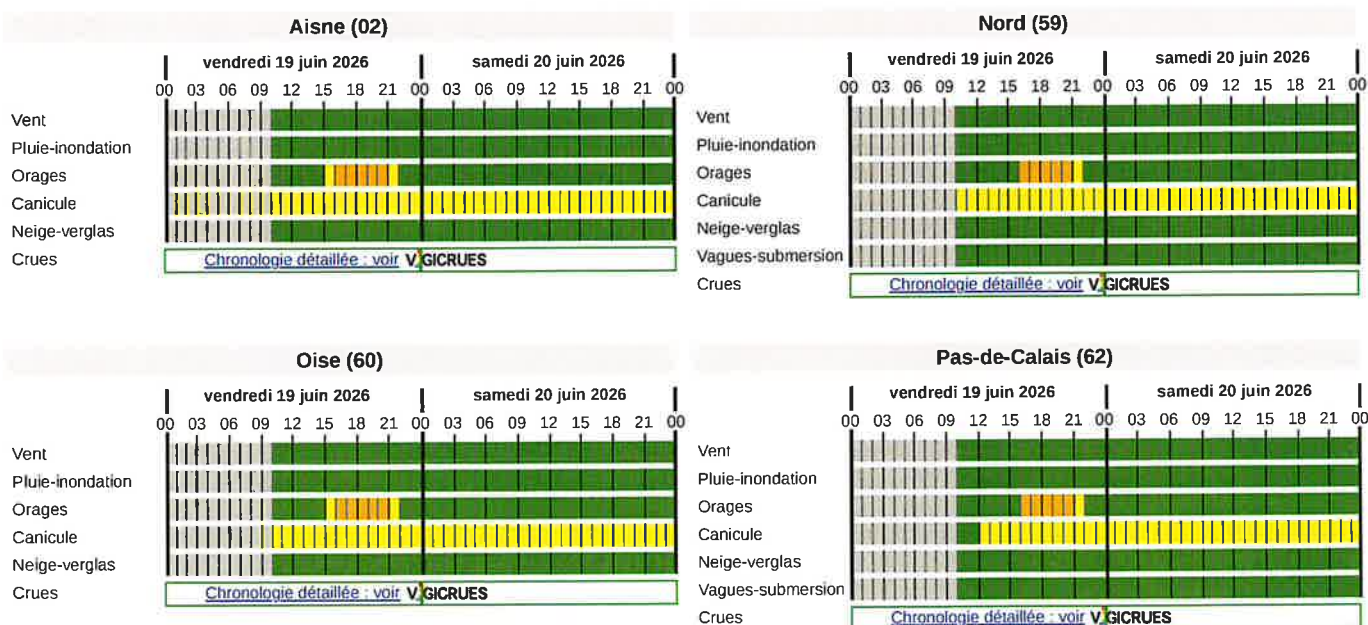 Aisne (02)
vendredi 19 juin 2026 samedi 20 juin 2026
00 03 06 09 12 15 18 21 00 03 06 09 12 15 18 21 00
Vent
Pluie-inondation
Orages
Canicule
Neige-verglas
Crues Chronologie détaillée : voir VIGICRUES
Nord (59)
vendredi 19 juin 2026 samedi 20 juin 2026
00 03 06 09 12 15 18 21 00 03 06 09 12 15 18 21 00
Vent
Pluie-inondation
Orages
Canicule
Neige-verglas
Vagues-submersion
Crues Chronologie détaillée : voir VIGICRUES
Oise (60)
vendredi 19 juin 2026 samedi 20 juin 2026
00 03 06 09 12 15 18 21 00 03 06 09 12 15 18 21 00
Vent
Pluie-inondation
Orages
Canicule
Neige-verglas
Crues Chronologie détaillée : voir VIGICRUES
Pas-de-Calais (62)
vendredi 19 juin 2026 samedi 20 juin 2026
00 03 06 09 12 15 18 21 00 03 06 09 12 15 18 21 00
Vent
Pluie-inondation
Orages
Canicule
Neige-verglas
Vagues-submersion
Crues Chronologie détaillée : voir VIGICRUES